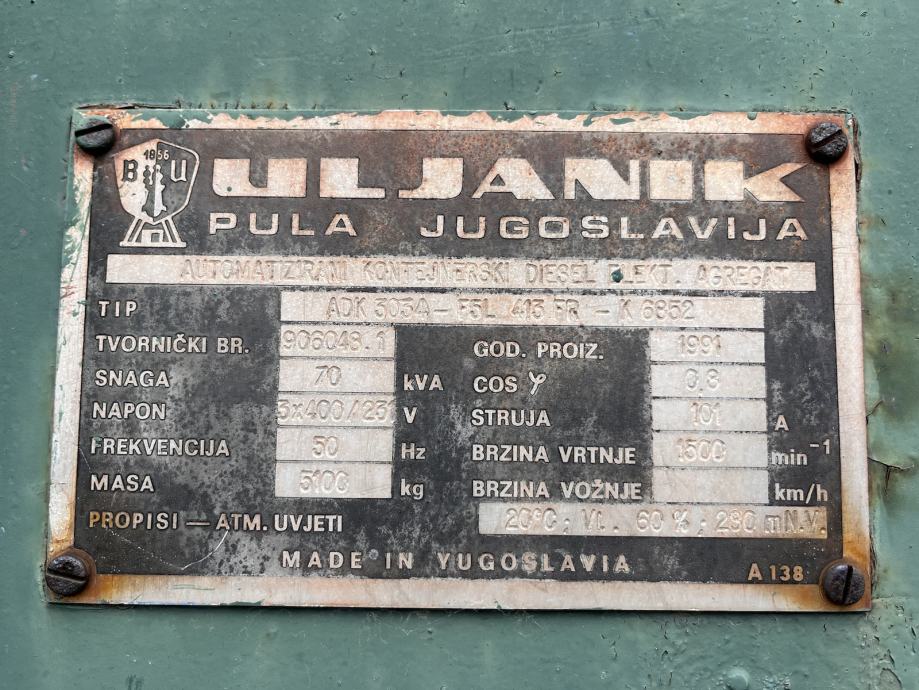 1856
B U
ULJANIK
PULA JUGOSLAVIJA
AUTOMATIZIRANI KONTEJNERSKI DIESEL ELEKT. AGREGAT
TIP ADK 3034 - F5L 413 FR - K 6852
TVORNIČKI BR. 906048.1 GOD. PROIZ. 1991
SNAGA 70 kVA COS φ 0.8
NAPON 3x400/231 V STRUJA 101 A
FREKVENCIJA 50 Hz BRZINA VRTNJE 1500 min⁻¹
MASA 5100 kg BRZINA VOŽNJE km/h
PROPISI — ATM. UVJETI 20°C; Vl. 60 %; 280 mN.V.
MADE IN YUGOSLAVIA A 138